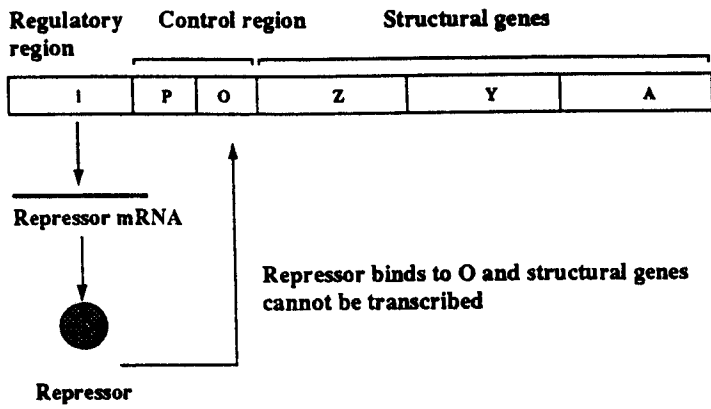 Regulatory region
Control region
Structural genes
I P O Z Y A
Repressor mRNA
Repressor binds to O and structural genes
cannot be transcribed
Repressor